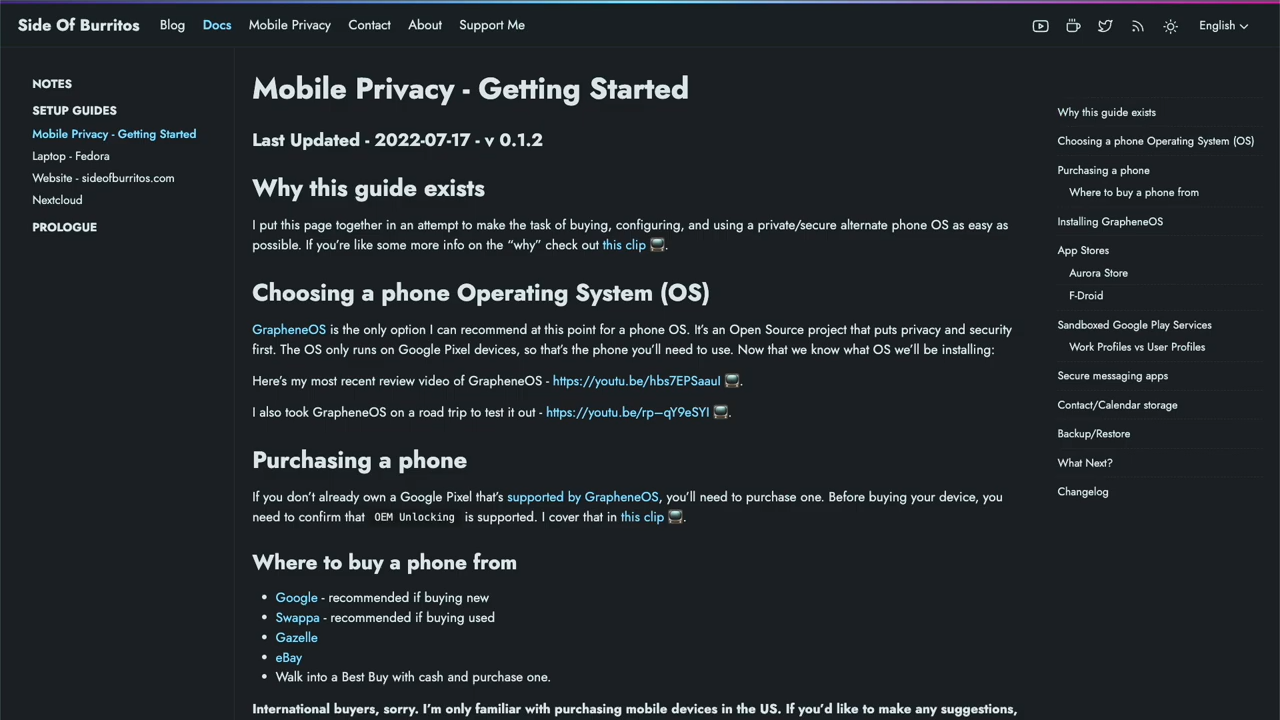 Side Of Burritos Blog Docs Mobile Privacy Contact About Support Me English
NOTES
SETUP GUIDES
Mobile Privacy - Getting Started
Laptop - Fedora
Website - sideofburritos.com
Nextcloud
PROLOGUE
Mobile Privacy - Getting Started
Last Updated - 2022-07-17 - v 0.1.2
Why this guide exists
I put this page together in an attempt to make the task of buying, configuring, and using a private/secure alternate phone OS as easy as
possible. If you're like some more info on the “why” check out this clip 📺.
Choosing a phone Operating System (OS)
GrapheneOS is the only option I can recommend at this point for a phone OS. It's an Open Source project that puts privacy and security
first. The OS only runs on Google Pixel devices, so that's the phone you'll need to use. Now that we know what OS we'll be installing:
Here's my most recent review video of GrapheneOS - https://youtu.be/hbs7EPSaauI 📺.
I also took GrapheneOS on a road trip to test it out - https://youtu.be/rp–qY9eSYI 📺.
Purchasing a phone
If you don't already own a Google Pixel that's supported by GrapheneOS, you'll need to purchase one. Before buying your device, you
need to confirm that OEM Unlocking is supported. I cover that in this clip 📺.
Where to buy a phone from
• Google - recommended if buying new
• Swappa - recommended if buying used
• Gazelle
• eBay
• Walk into a Best Buy with cash and purchase one.
International buyers, sorry. I'm only familiar with purchasing mobile devices in the US. If you'd like to make any suggestions,
Why this guide exists
Choosing a phone Operating System (OS)
Purchasing a phone
Where to buy a phone from
Installing GrapheneOS
App Stores
Aurora Store
F-Droid
Sandboxed Google Play Services
Work Profiles vs User Profiles
Secure messaging apps
Contact/Calendar storage
Backup/Restore
What Next?
Changelog